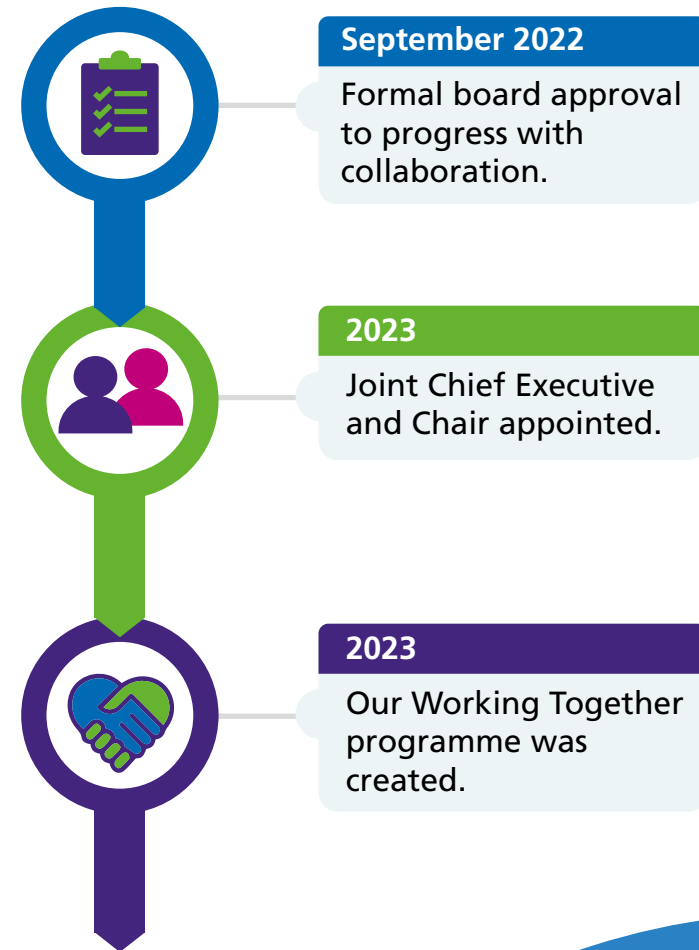 September 2022
Formal board approval
to progress with
collaboration.
2023
Joint Chief Executive
and Chair appointed.
2023
Our Working Together
programme was
created.